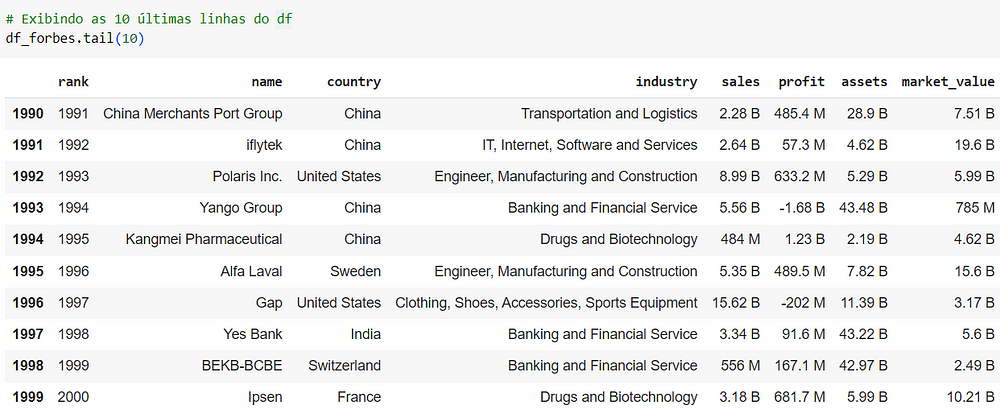 # Exibindo as 10 últimas linhas do df
df_forbes.tail(10)
rank name country industry sales profit assets market_value
1990 1991 China Merchants Port Group China Transportation and Logistics 2.28 B 485.4 M 28.9 B 7.51 B
1991 1992 iflytek China IT, Internet, Software and Services 2.64 B 57.3 M 4.62 B 19.6 B
1992 1993 Polaris Inc. United States Engineer, Manufacturing and Construction 8.99 B 633.2 M 5.29 B 5.99 B
1993 1994 Yango Group China Banking and Financial Service 5.56 B -1.68 B 43.48 B 785 M
1994 1995 Kangmei Pharmaceutical China Drugs and Biotechnology 484 M 1.23 B 2.19 B 4.62 B
1995 1996 Alfa Laval Sweden Engineer, Manufacturing and Construction 5.35 B 489.5 M 7.82 B 15.6 B
1996 1997 Gap United States Clothing, Shoes, Accessories, Sports Equipment 15.62 B -202 M 11.39 B 3.17 B
1997 1998 Yes Bank India Banking and Financial Service 3.34 B 91.6 M 43.22 B 5.6 B
1998 1999 BEKB-BCBE Switzerland Banking and Financial Service 556 M 167.1 M 42.97 B 2.49 B
1999 2000 Ipsen France Drugs and Biotechnology 3.18 B 681.7 M 5.99 B 10.21 B